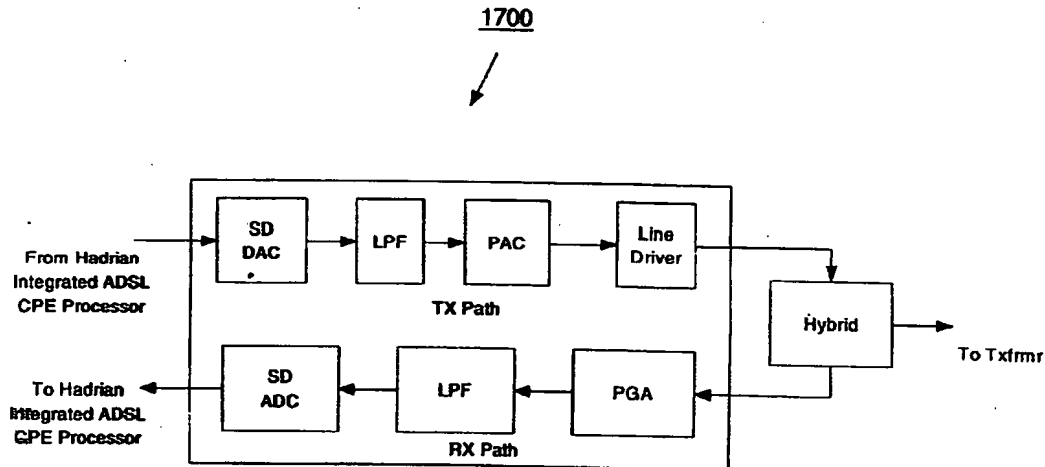 1700
From Hadrian
Integrated ADSL
CPE Processor
SD
DAC
LPF
PAC
Line
Driver
TX Path
Hybrid
To Txfrmr
To Hadrian
Integrated ADSL
CPE Processor
SD
ADC
LPF
PGA
RX Path